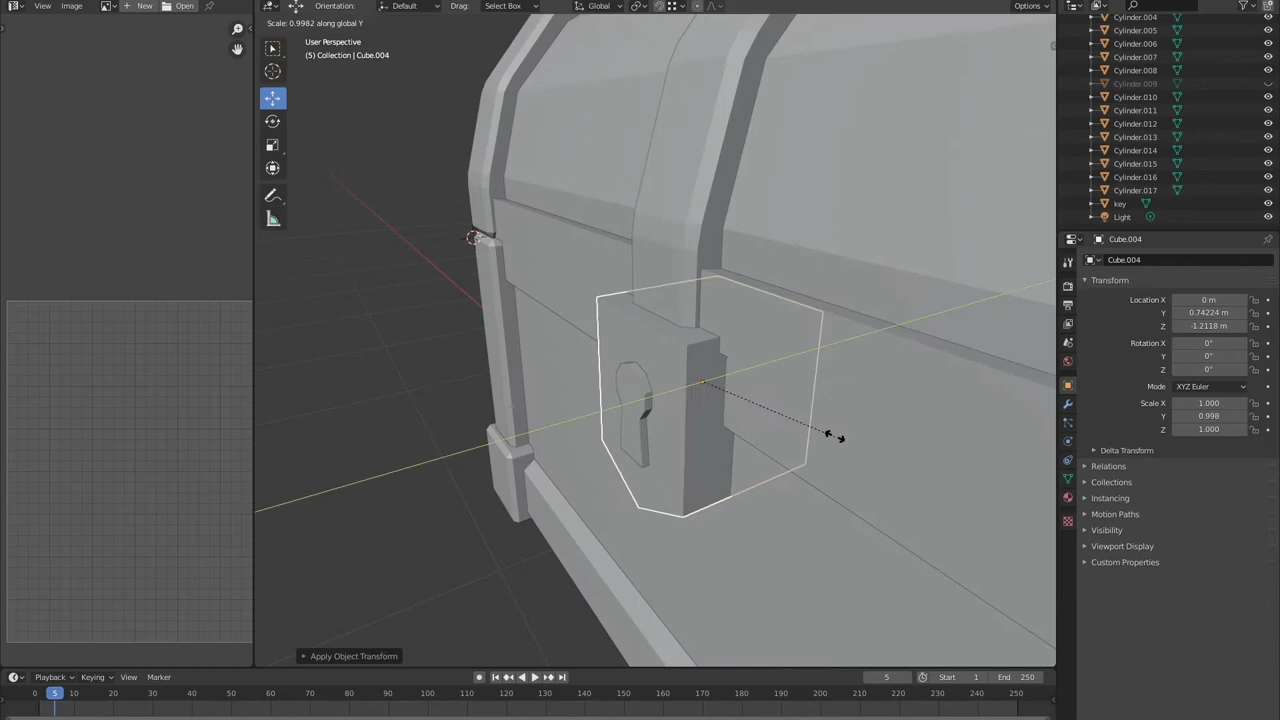 View Image New Open Orientation: Default Drag: Select Box Global Options
Scale: 0.9982 along global Y
User Perspective
(5) Collection | Cube.004
Cylinder.004
Cylinder.005
Cylinder.006
Cylinder.007
Cylinder.008
Cylinder.009
Cylinder.010
Cylinder.011
Cylinder.012
Cylinder.013
Cylinder.014
Cylinder.015
Cylinder.016
Cylinder.017
key
Light
Cube.004
Cube.004
Transform
Location X 0 m
Y 0.74224 m
Z -1.2118 m
Rotation X 0°
Y 0°
Z 0°
Mode XYZ Euler
Scale X 1.000
Y 0.998
Z 1.000
Delta Transform
Relations
Collections
Instancing
Motion Paths
Visibility
Viewport Display
Custom Properties
Apply Object Transform
Playback Keying View Marker 5 Start 1 End 250
0 5 10 20 30 40 50 60 70 80 90 100 110 120 130 140 150 160 170 180 190 200 210 220 230 240 250